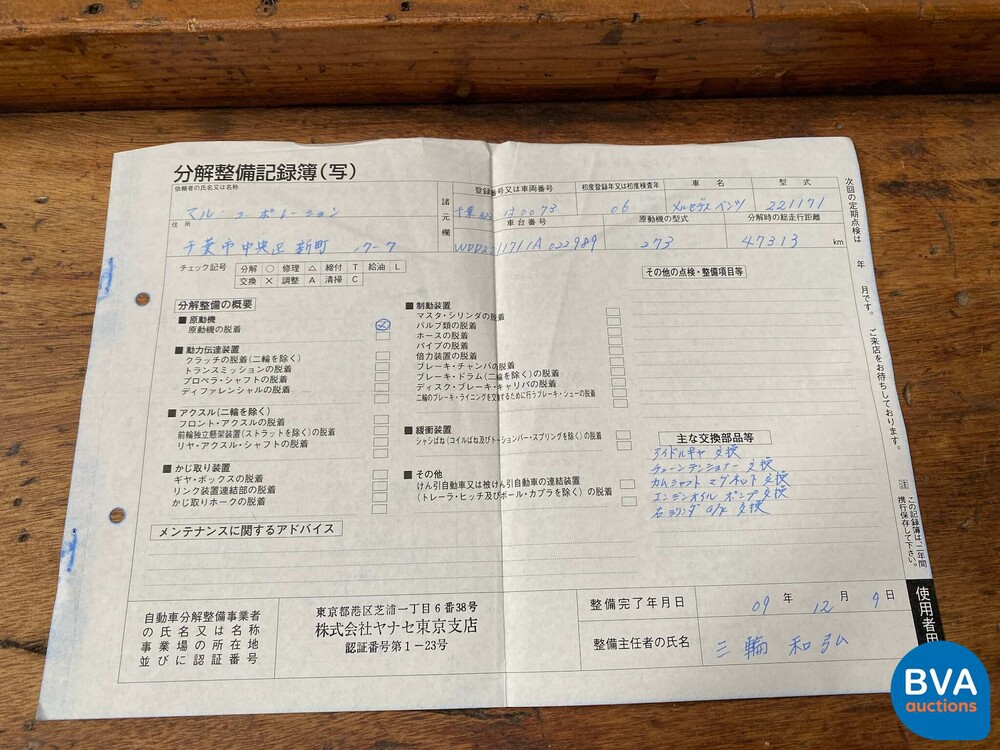 分解整備記録簿(写)
依頼者の氏名又は名称
マル・コーポレーション
住所
千葉市中央区新町 17-7
諸元欄
登録番号又は車両番号
初度登録年又は初度検査年
車名
型式
06
メルセデスベンツ
221171
車台番号
原動機の型式
分解時の総走行距離
WDD2211711A022989
273
47313 km
チェック記号
分解 ○ 修理 △ 締付 T 給油 L
交換 × 調整 A 清掃 C
分解整備の概要
■ 原動機
原動機の脱着
■ 動力伝達装置
クラッチの脱着(二輪を除く)
トランスミッションの脱着
プロペラ・シャフトの脱着
ディファレンシャルの脱着
■ アクスル(二輪を除く)
フロント・アクスルの脱着
前輪独立懸架装置(ストラットを除く)の脱着
リヤ・アクスル・シャフトの脱着
■ かじ取り装置
ギヤ・ボックスの脱着
リンク装置連結部の脱着
かじ取りホークの脱着
■ 制動装置
マスタ・シリンダの脱着
バルブ類の脱着
ホースの脱着
パイプの脱着
倍力装置の脱着
ブレーキ・チャンバの脱着
ブレーキ・ドラム(二輪を除く)の脱着
ディスク・ブレーキ・キャリパの脱着
二輪のブレーキ・ライニングを交換するために行うブレーキ・シューの脱着
■ 緩衝装置
シャシばね(コイルばね及びトーションバー・スプリングを除く)の脱着
■ その他
けん引自動車又は被けん引自動車の連結装置
(トレーラ・ヒッチ及びボール・カプラを除く)の脱着
その他の点検・整備項目等
主な交換部品等
アイドルギヤ 交換
チェーンテンショナー 交換
カムシャフト マグネット 交換
エンジンオイル ポンプ 交換
右シリンダ G/K 交換
メンテナンスに関するアドバイス
自動車分解整備事業者
の氏名又は名称
事業場の所在地
並びに認証番号
東京都港区芝浦一丁目6番38号
株式会社ヤナセ東京支店
認証番号第1-23号
整備完了年月日
09 年 12 月 9 日
整備主任者の氏名
三輪 和弘
次回の定期点検は 年 月です。ご来店をお待ちしております。
注 この記録簿は、二年間
携行保存して下さい。
使用者用
BVA
auctions